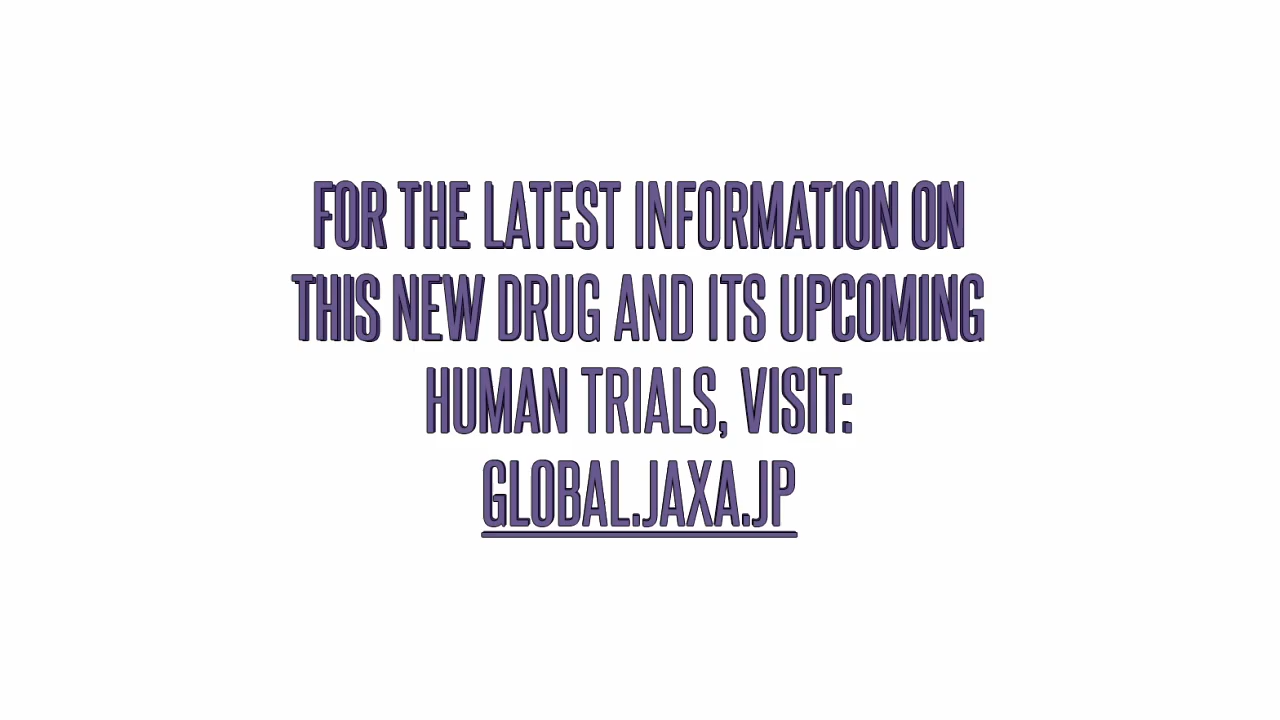 FOR THE LATEST INFORMATION ON
THIS NEW DRUG AND ITS UPCOMING
HUMAN TRIALS, VISIT:
GLOBAL.JAXA.JP